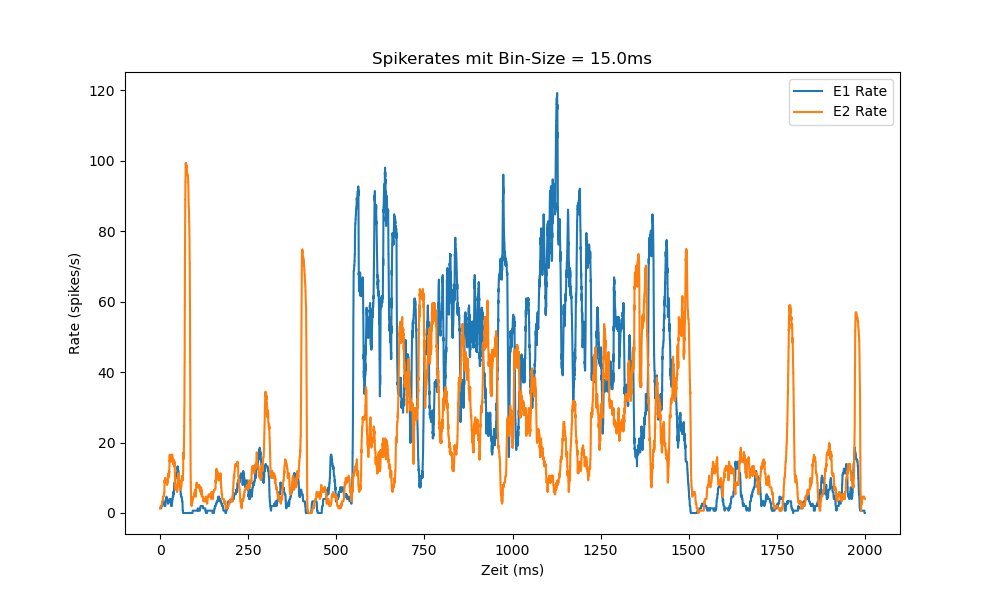 Spikerates mit Bin-Size = 15.0ms
E1 Rate
E2 Rate
120
100
80
60
40
20
0
Rate (spikes/s)
0 250 500 750 1000 1250 1500 1750 2000
Zeit (ms)